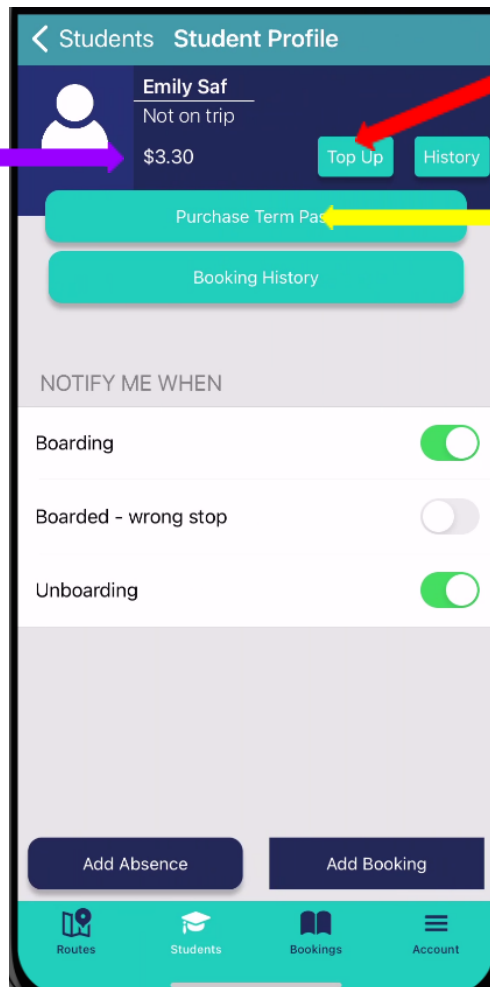 Students Student Profile
Emily Saf
Not on trip
$3.30 Top Up History
Purchase Term
Booking History
NOTIFY ME WHEN
Boarding
Boarded - wrong stop
Unboarding
Add Absence Add Booking
Routes Students Bookings Account